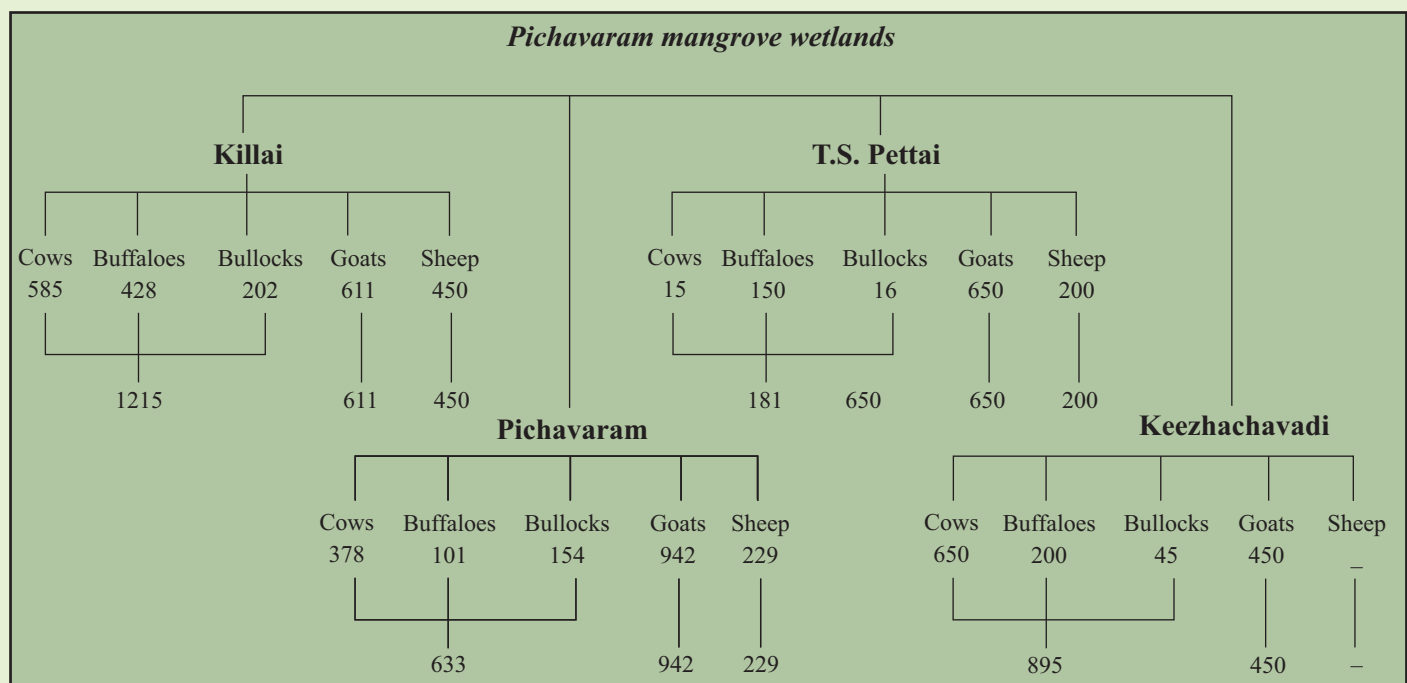 Pichavaram mangrove wetlands
Killai
T.S. Pettai
Cows Buffaloes Bullocks Goats Sheep
585 428 202 611 450
1215 611 450
Cows Buffaloes Bullocks Goats Sheep
15 150 16 650 200
181 650 650 200
Pichavaram
Keezhachavadi
Cows Buffaloes Bullocks Goats Sheep
378 101 154 942 229
633 942 229
Cows Buffaloes Bullocks Goats Sheep
650 200 45 450 –
895 450 –